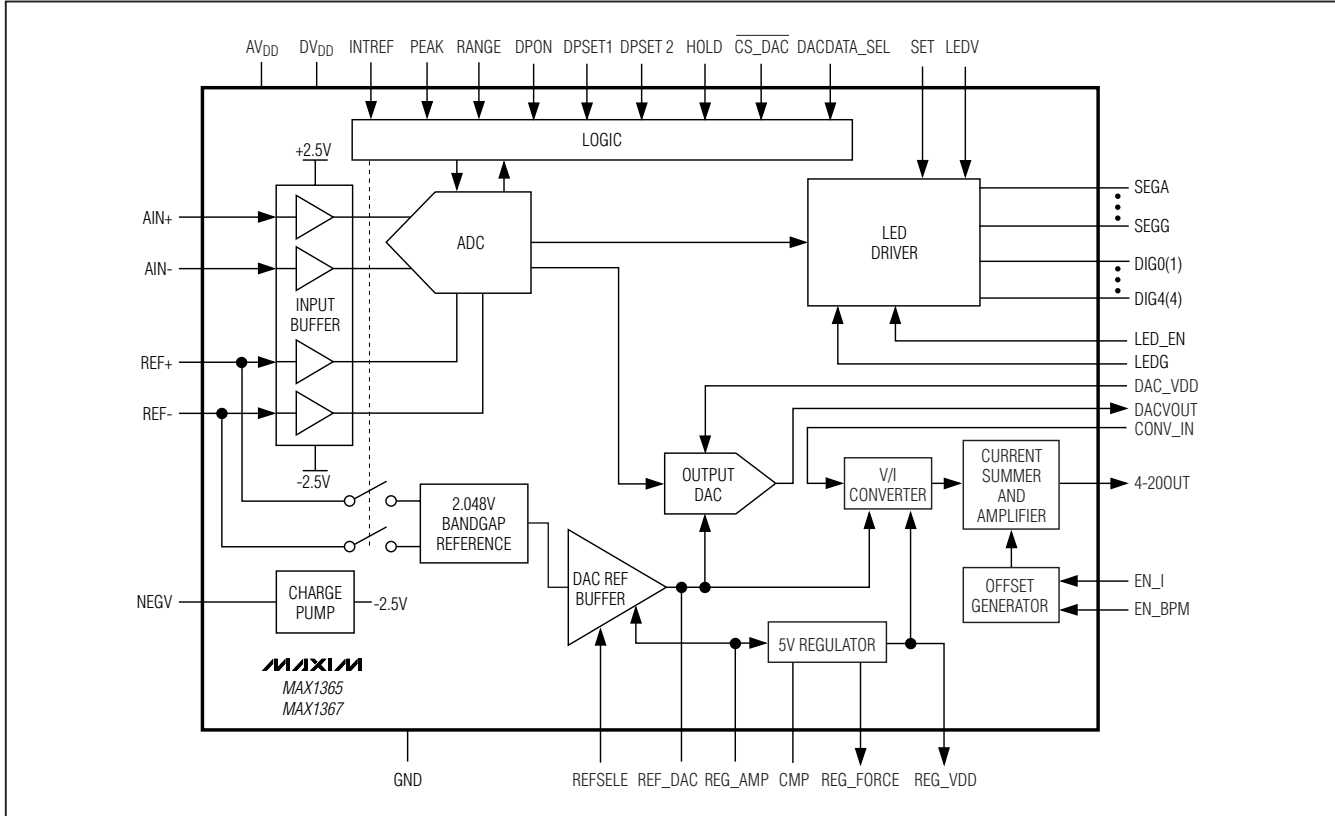 AVDD
DVDD
INTREF
PEAK
RANGE
DPON
DPSET1
DPSET 2
HOLD
CS_DAC
DACDATA_SEL
SET
LEDV
LOGIC
+2.5V
AIN+
AIN-
INPUT
BUFFER
REF+
REF-
-2.5V
ADC
LED
DRIVER
SEGA
SEGG
DIG0(1)
DIG4(4)
LED_EN
LEDG
DAC_VDD
DACVOUT
CONV_IN
OUTPUT
DAC
V/I
CONVERTER
CURRENT
SUMMER
AND
AMPLIFIER
4-20OUT
2.048V
BANDGAP
REFERENCE
DAC REF
BUFFER
OFFSET
GENERATOR
EN_I
EN_BPM
NEGV
CHARGE
PUMP
-2.5V
5V REGULATOR
MAXIM
MAX1365
MAX1367
GND
REFSELE
REF_DAC
REG_AMP
CMP
REG_FORCE
REG_VDD